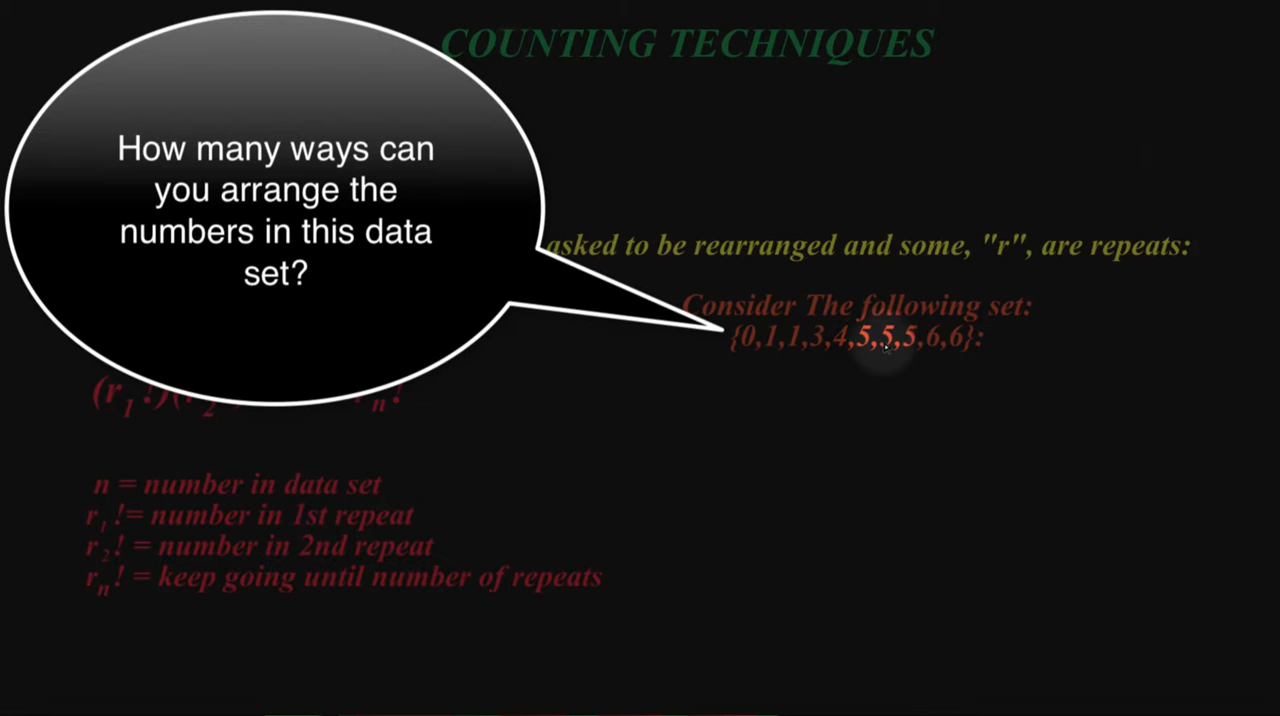 COUNTING TECHNIQUES
How many ways can
you arrange the
numbers in this data
set?
asked to be rearranged and some, "r", are repeats:
Consider The following set:
{0,1,1,3,4,5,5,5,6,6}:
(r1!)(r2 rn!
n = number in data set
r1 != number in 1st repeat
r2! = number in 2nd repeat
rn! = keep going until number of repeats